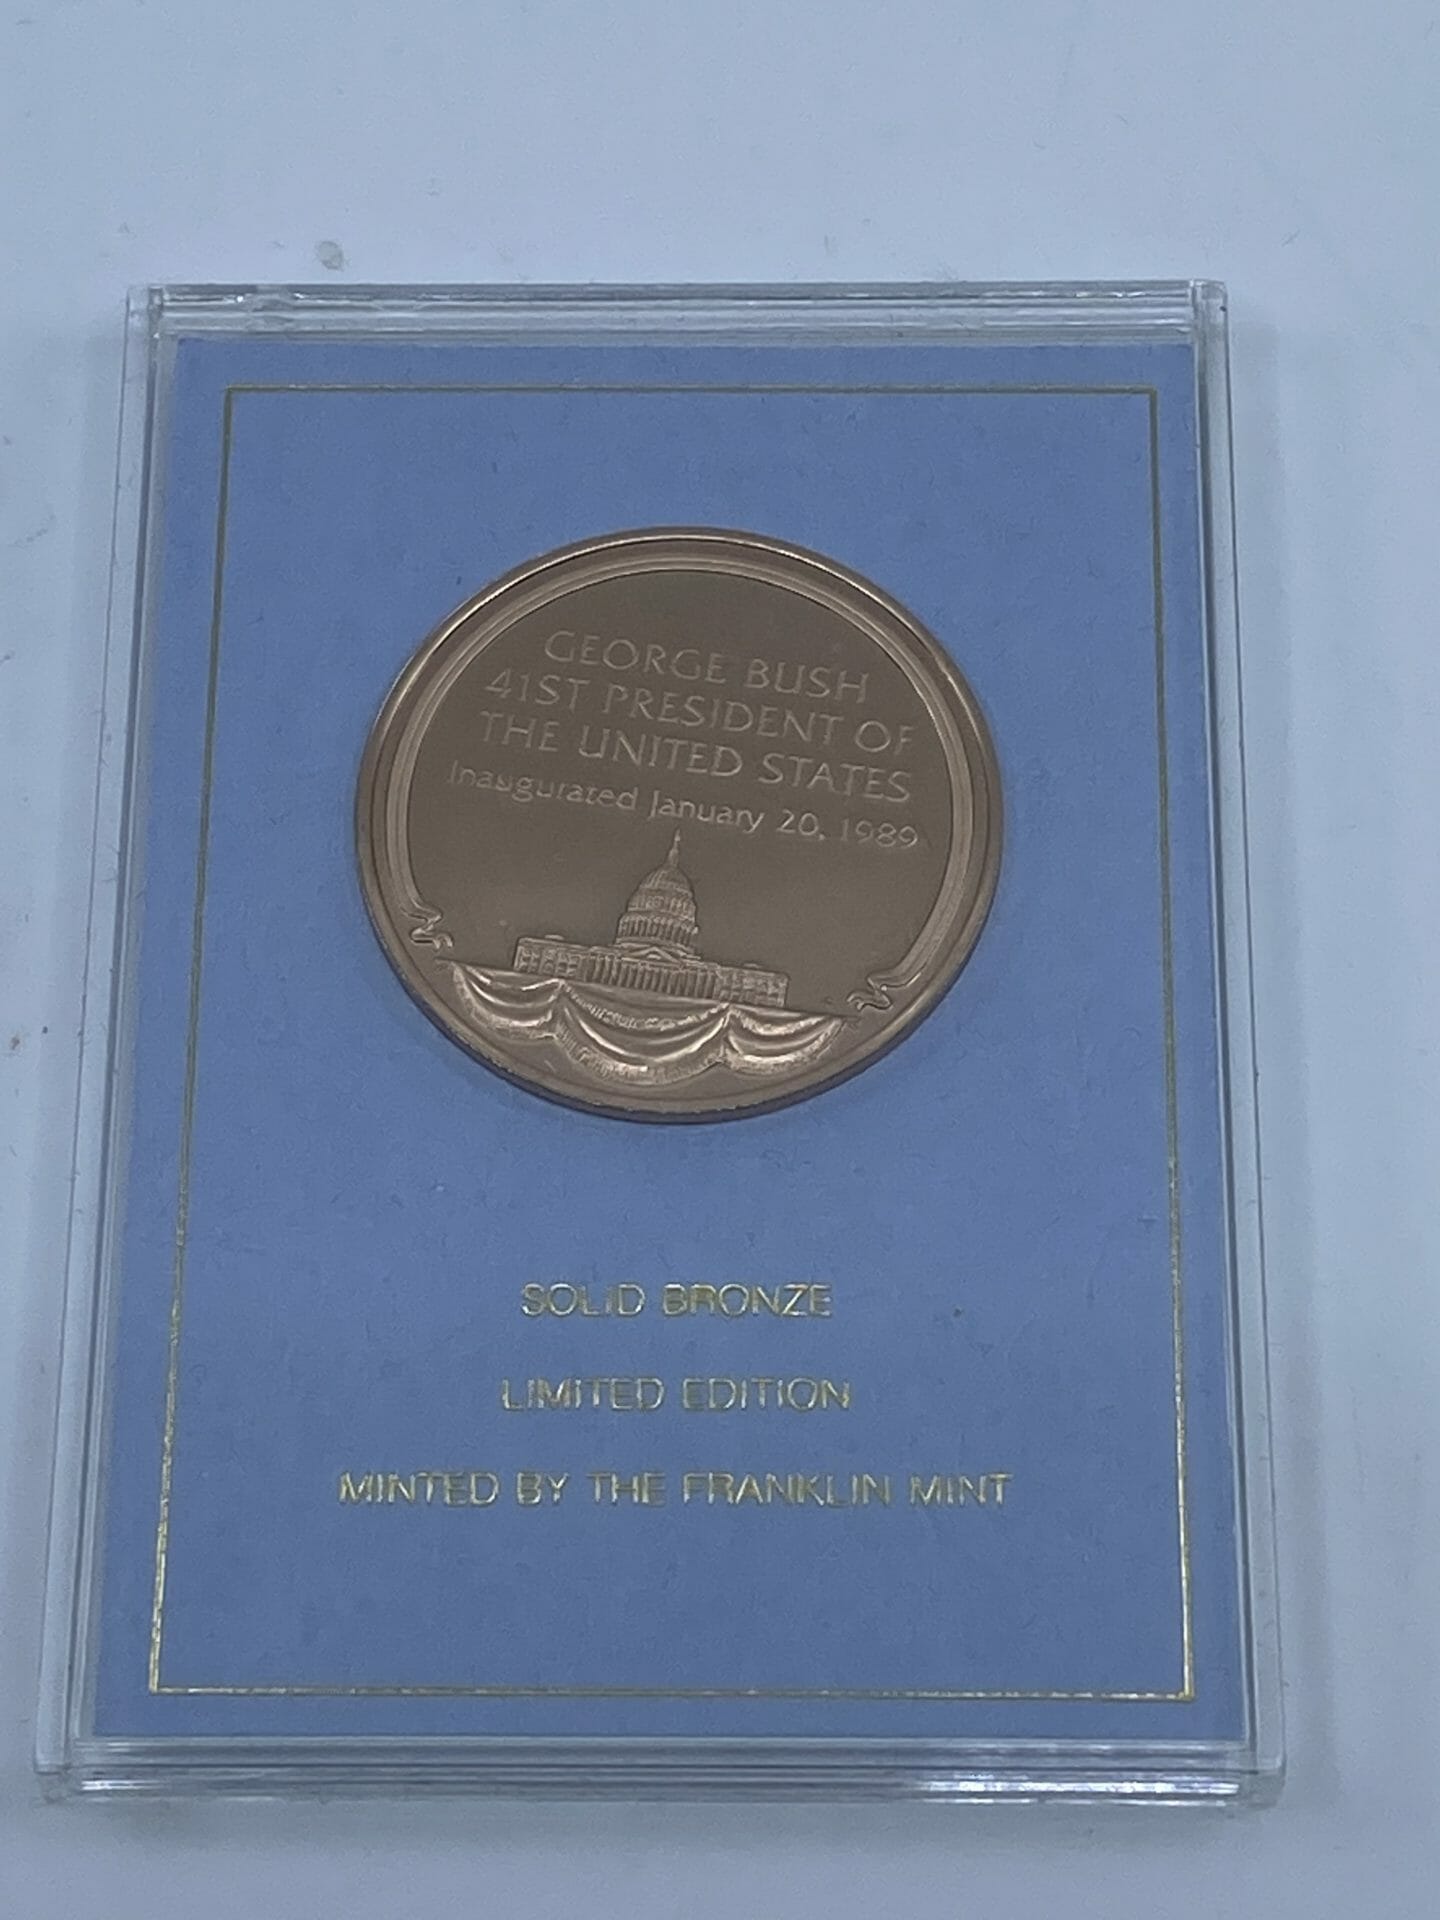 GEORGE BUSH
41ST PRESIDENT OF
THE UNITED STATES
Inaugurated January 20, 1989
SOLID BRONZE
LIMITED EDITION
MINTED BY THE FRANKLIN MINT